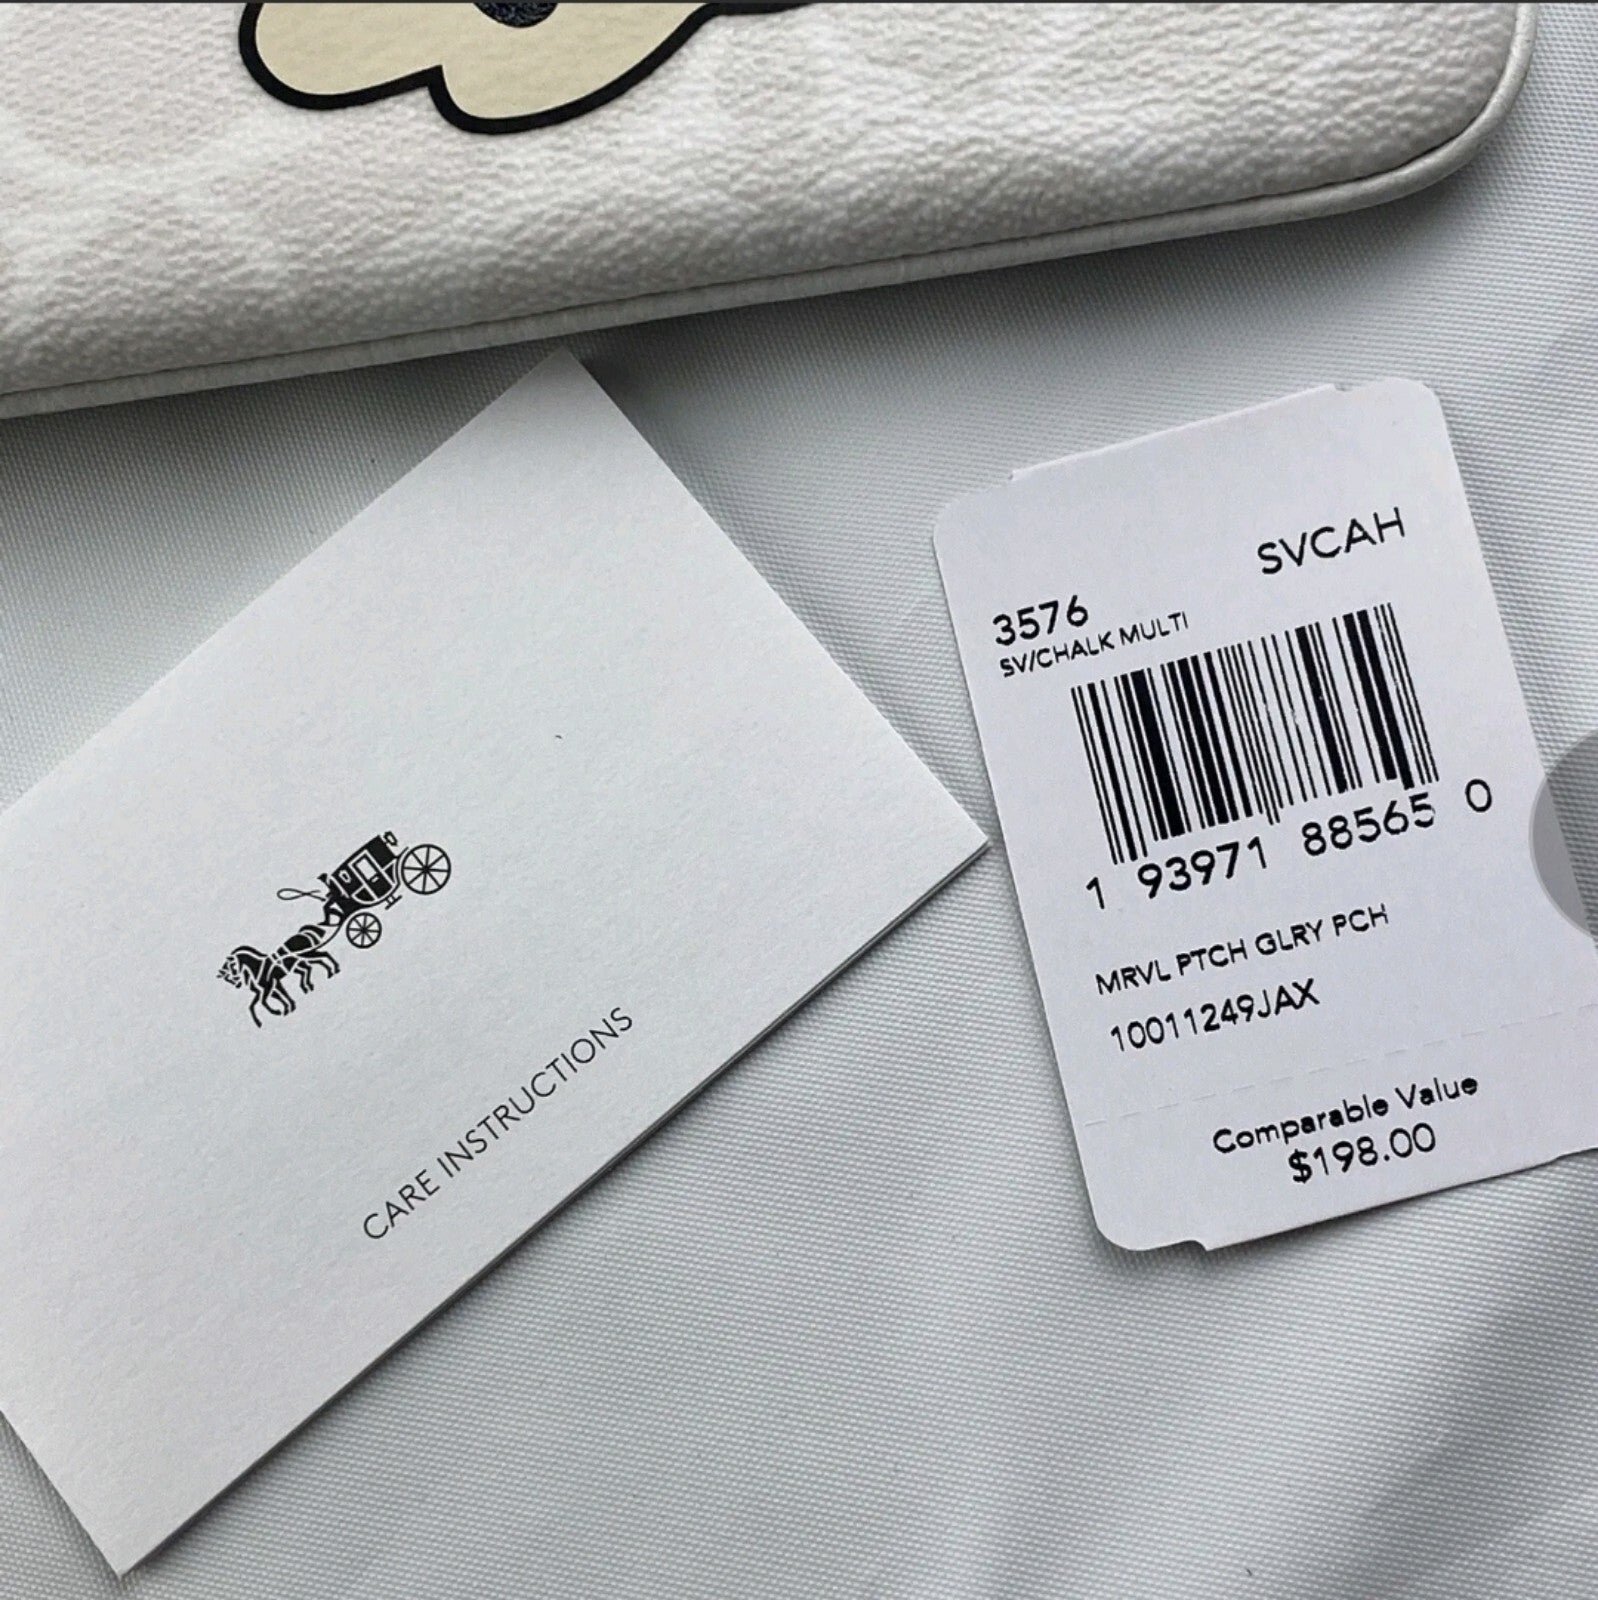 SVCAH
3576
SV/CHALK MULTI
1 93971 88565 0
MRVL PTCH GLRY PCH
10011249JAX
Comparable Value
$198.00
CARE INSTRUCTIONS